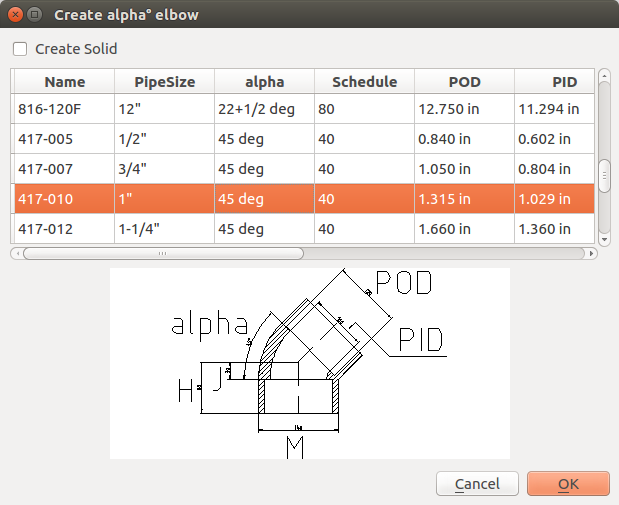 Create alpha° elbow
Create Solid
Name PipeSize alpha Schedule POD PID
816-120F 12" 22+1/2 deg 80 12.750 in 11.294 in
417-005 1/2" 45 deg 40 0.840 in 0.602 in
417-007 3/4" 45 deg 40 1.050 in 0.804 in
417-010 1" 45 deg 40 1.315 in 1.029 in
417-012 1-1/4" 45 deg 40 1.660 in 1.360 in
POD
alpha
PID
H J
M
Cancel OK